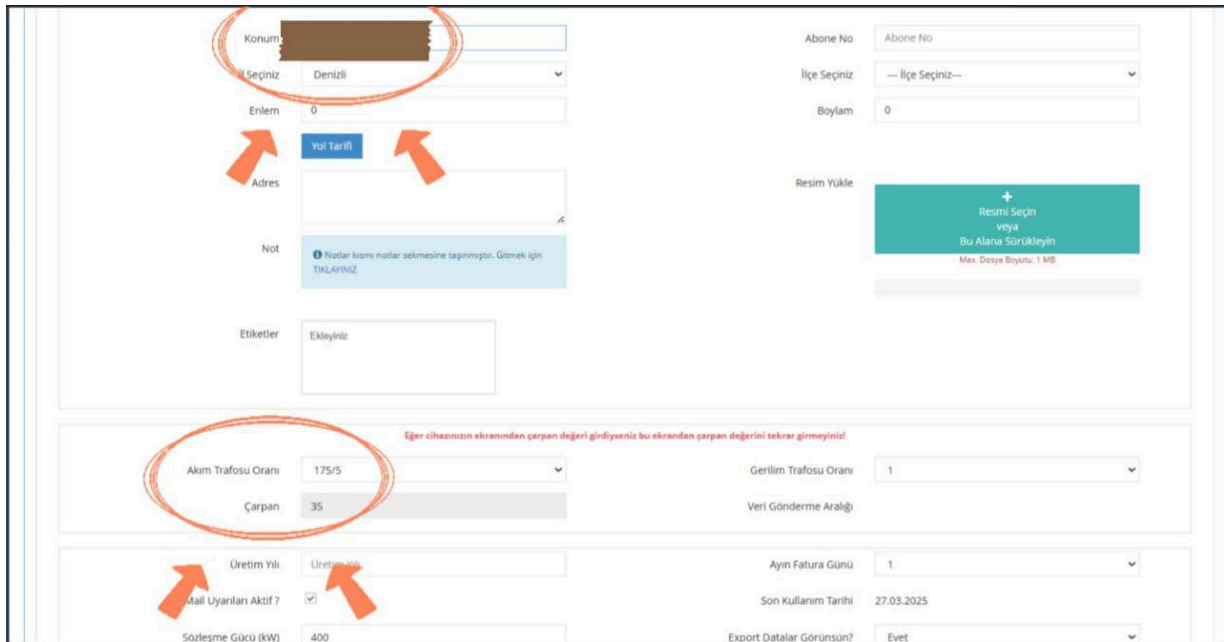 Konum
Abone No
Abone No
İl Seçiniz
Denizli
İlçe Seçiniz
--- İlçe Seçiniz---
Enlem
0
Boylam
0
Yol Tarifi
Adres
Resim Yükle
+
Resmi Seçin
veya
Bu Alana Sürükleyin
Max. Dosya Boyutu: 1 MB
Not
Notlar kısmı notlar sekmesine taşınmıştır. Gitmek için
TIKLAYINIZ
Etiketler
Ekleyiniz
Eğer cihazınızın ekranından çarpan değeri girdiyseniz bu ekrandan çarpan değerini tekrar girmeyiniz!
Akım Trafosu Oranı
175/5
Gerilim Trafosu Oranı
1
Çarpan
35
Veri Gönderme Aralığı
Üretim Yılı
Üretim Yılı
Ayın Fatura Günü
1
Mail Uyarıları Aktif ?
Son Kullanım Tarihi
27.03.2025
Sözleşme Gücü (kW)
400
Export Datalar Görünsün?
Evet